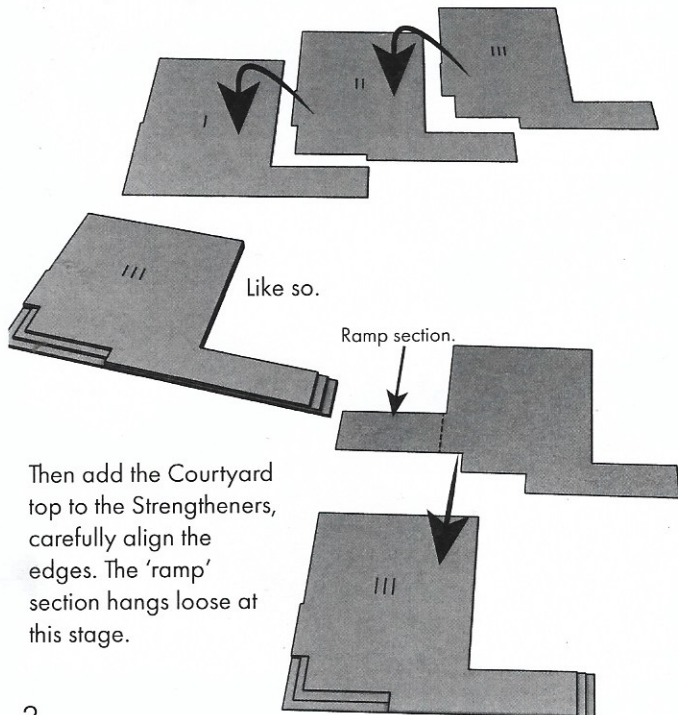 I
II
III
III
Like so.
Ramp section.
Then add the Courtyard
top to the Strengtheners,
carefully align the
edges. The ‘ramp’
section hangs loose at
this stage.
III